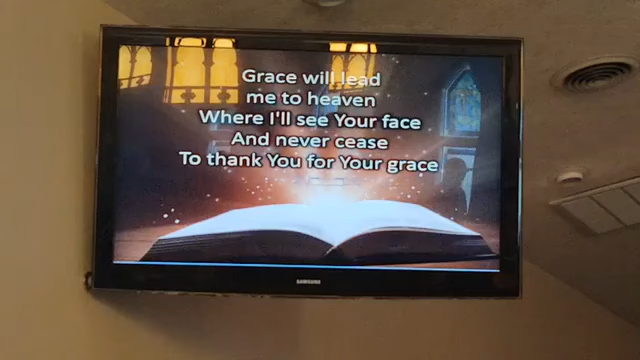 Grace will lead
me to heaven
Where I'll see Your face
And never cease
To thank You for Your grace
SAMSUNG